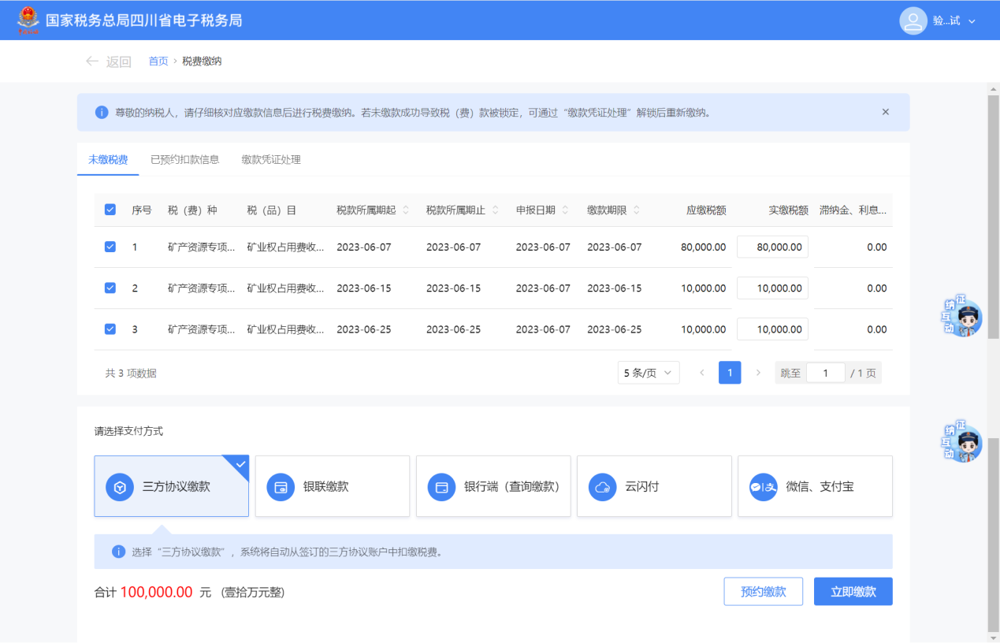 国家税务总局四川省电子税务局
验...试
返回 首页 > 税费缴纳
尊敬的纳税人，请仔细核对应缴款信息后进行税费缴纳。若未缴款成功导致税（费）款被锁定，可通过“缴款凭证处理”解锁后重新缴纳。
未缴税费 已预约扣款信息 缴款凭证处理
序号 税（费）种 税（品）目 税款所属期起 税款所属期止 申报日期 缴款期限 应缴税额 实缴税额 滞纳金、利息...
1 矿产资源专项... 矿业权占用费收... 2023-06-07 2023-06-07 2023-06-07 2023-06-07 80,000.00 80,000.00 0.00
2 矿产资源专项... 矿业权占用费收... 2023-06-15 2023-06-15 2023-06-07 2023-06-15 10,000.00 10,000.00 0.00
3 矿产资源专项... 矿业权占用费收... 2023-06-25 2023-06-25 2023-06-07 2023-06-25 10,000.00 10,000.00 0.00
征纳互动
共 3 项数据 5 条/页 < 1 > 跳至 1 / 1 页
请选择支付方式
征纳互动
三方协议缴款 银联缴款 银行端（查询缴款） 云闪付 支 微信、支付宝
选择“三方协议缴款”，系统将自动从签订的三方协议账户中扣缴税费。
合计 100,000.00 元 (壹拾万元整) 预约缴款 立即缴款